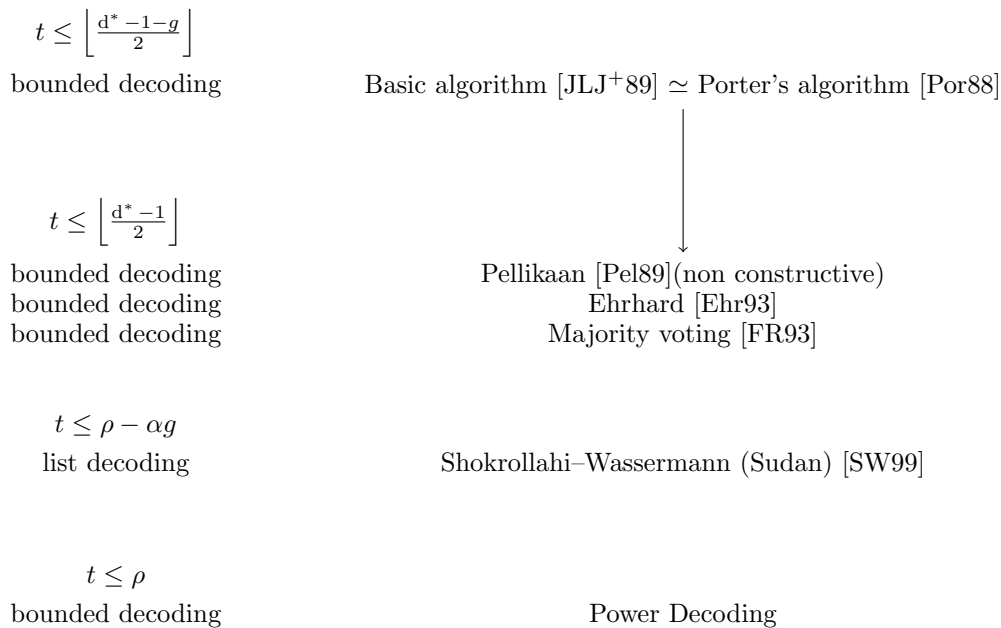 t ≤ ⌊(d* −1−g)/2⌋
bounded decoding Basic algorithm [JLJ⁺89] ≃ Porter's algorithm [Por88]
t ≤ ⌊(d* −1)/2⌋
bounded decoding Pellikaan [Pel89](non constructive)
bounded decoding Ehrhard [Ehr93]
bounded decoding Majority voting [FR93]
t ≤ ρ − αg
list decoding Shokrollahi–Wassermann (Sudan) [SW99]
t ≤ ρ
bounded decoding Power Decoding